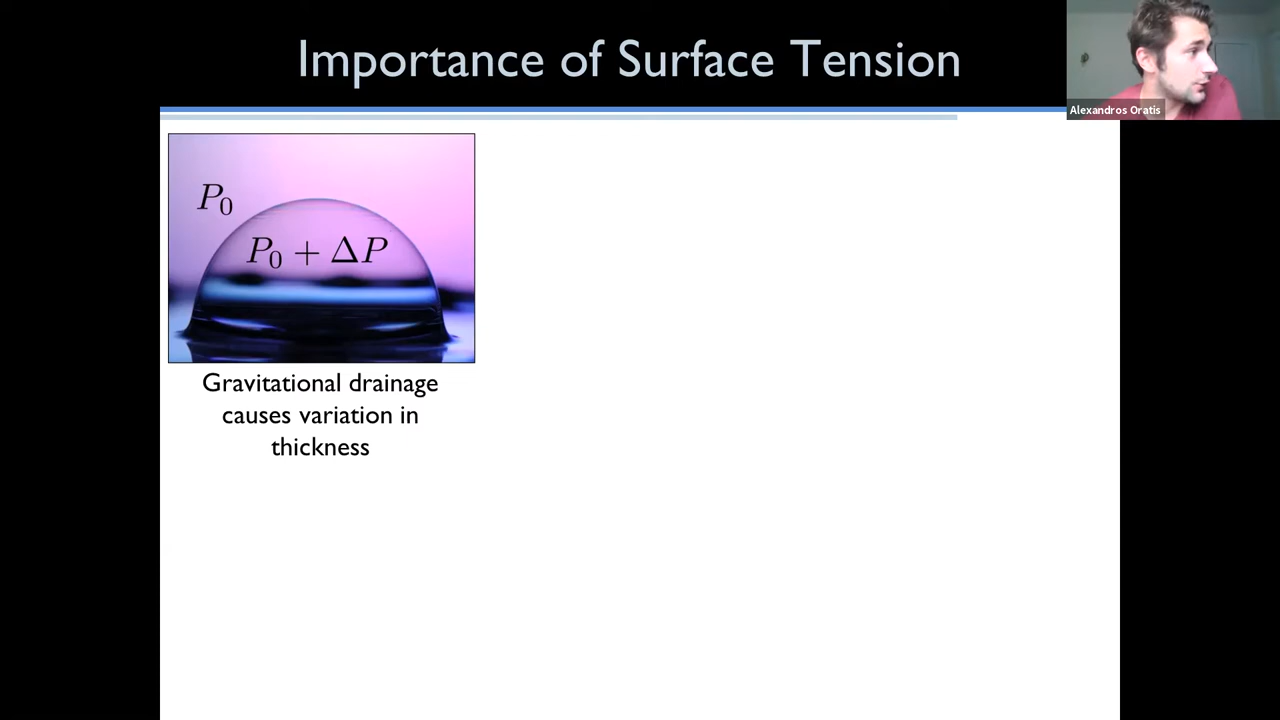 Importance of Surface Tension
Alexandros Oratis
P₀
P₀ + ΔP
Gravitational drainage
causes variation in
thickness